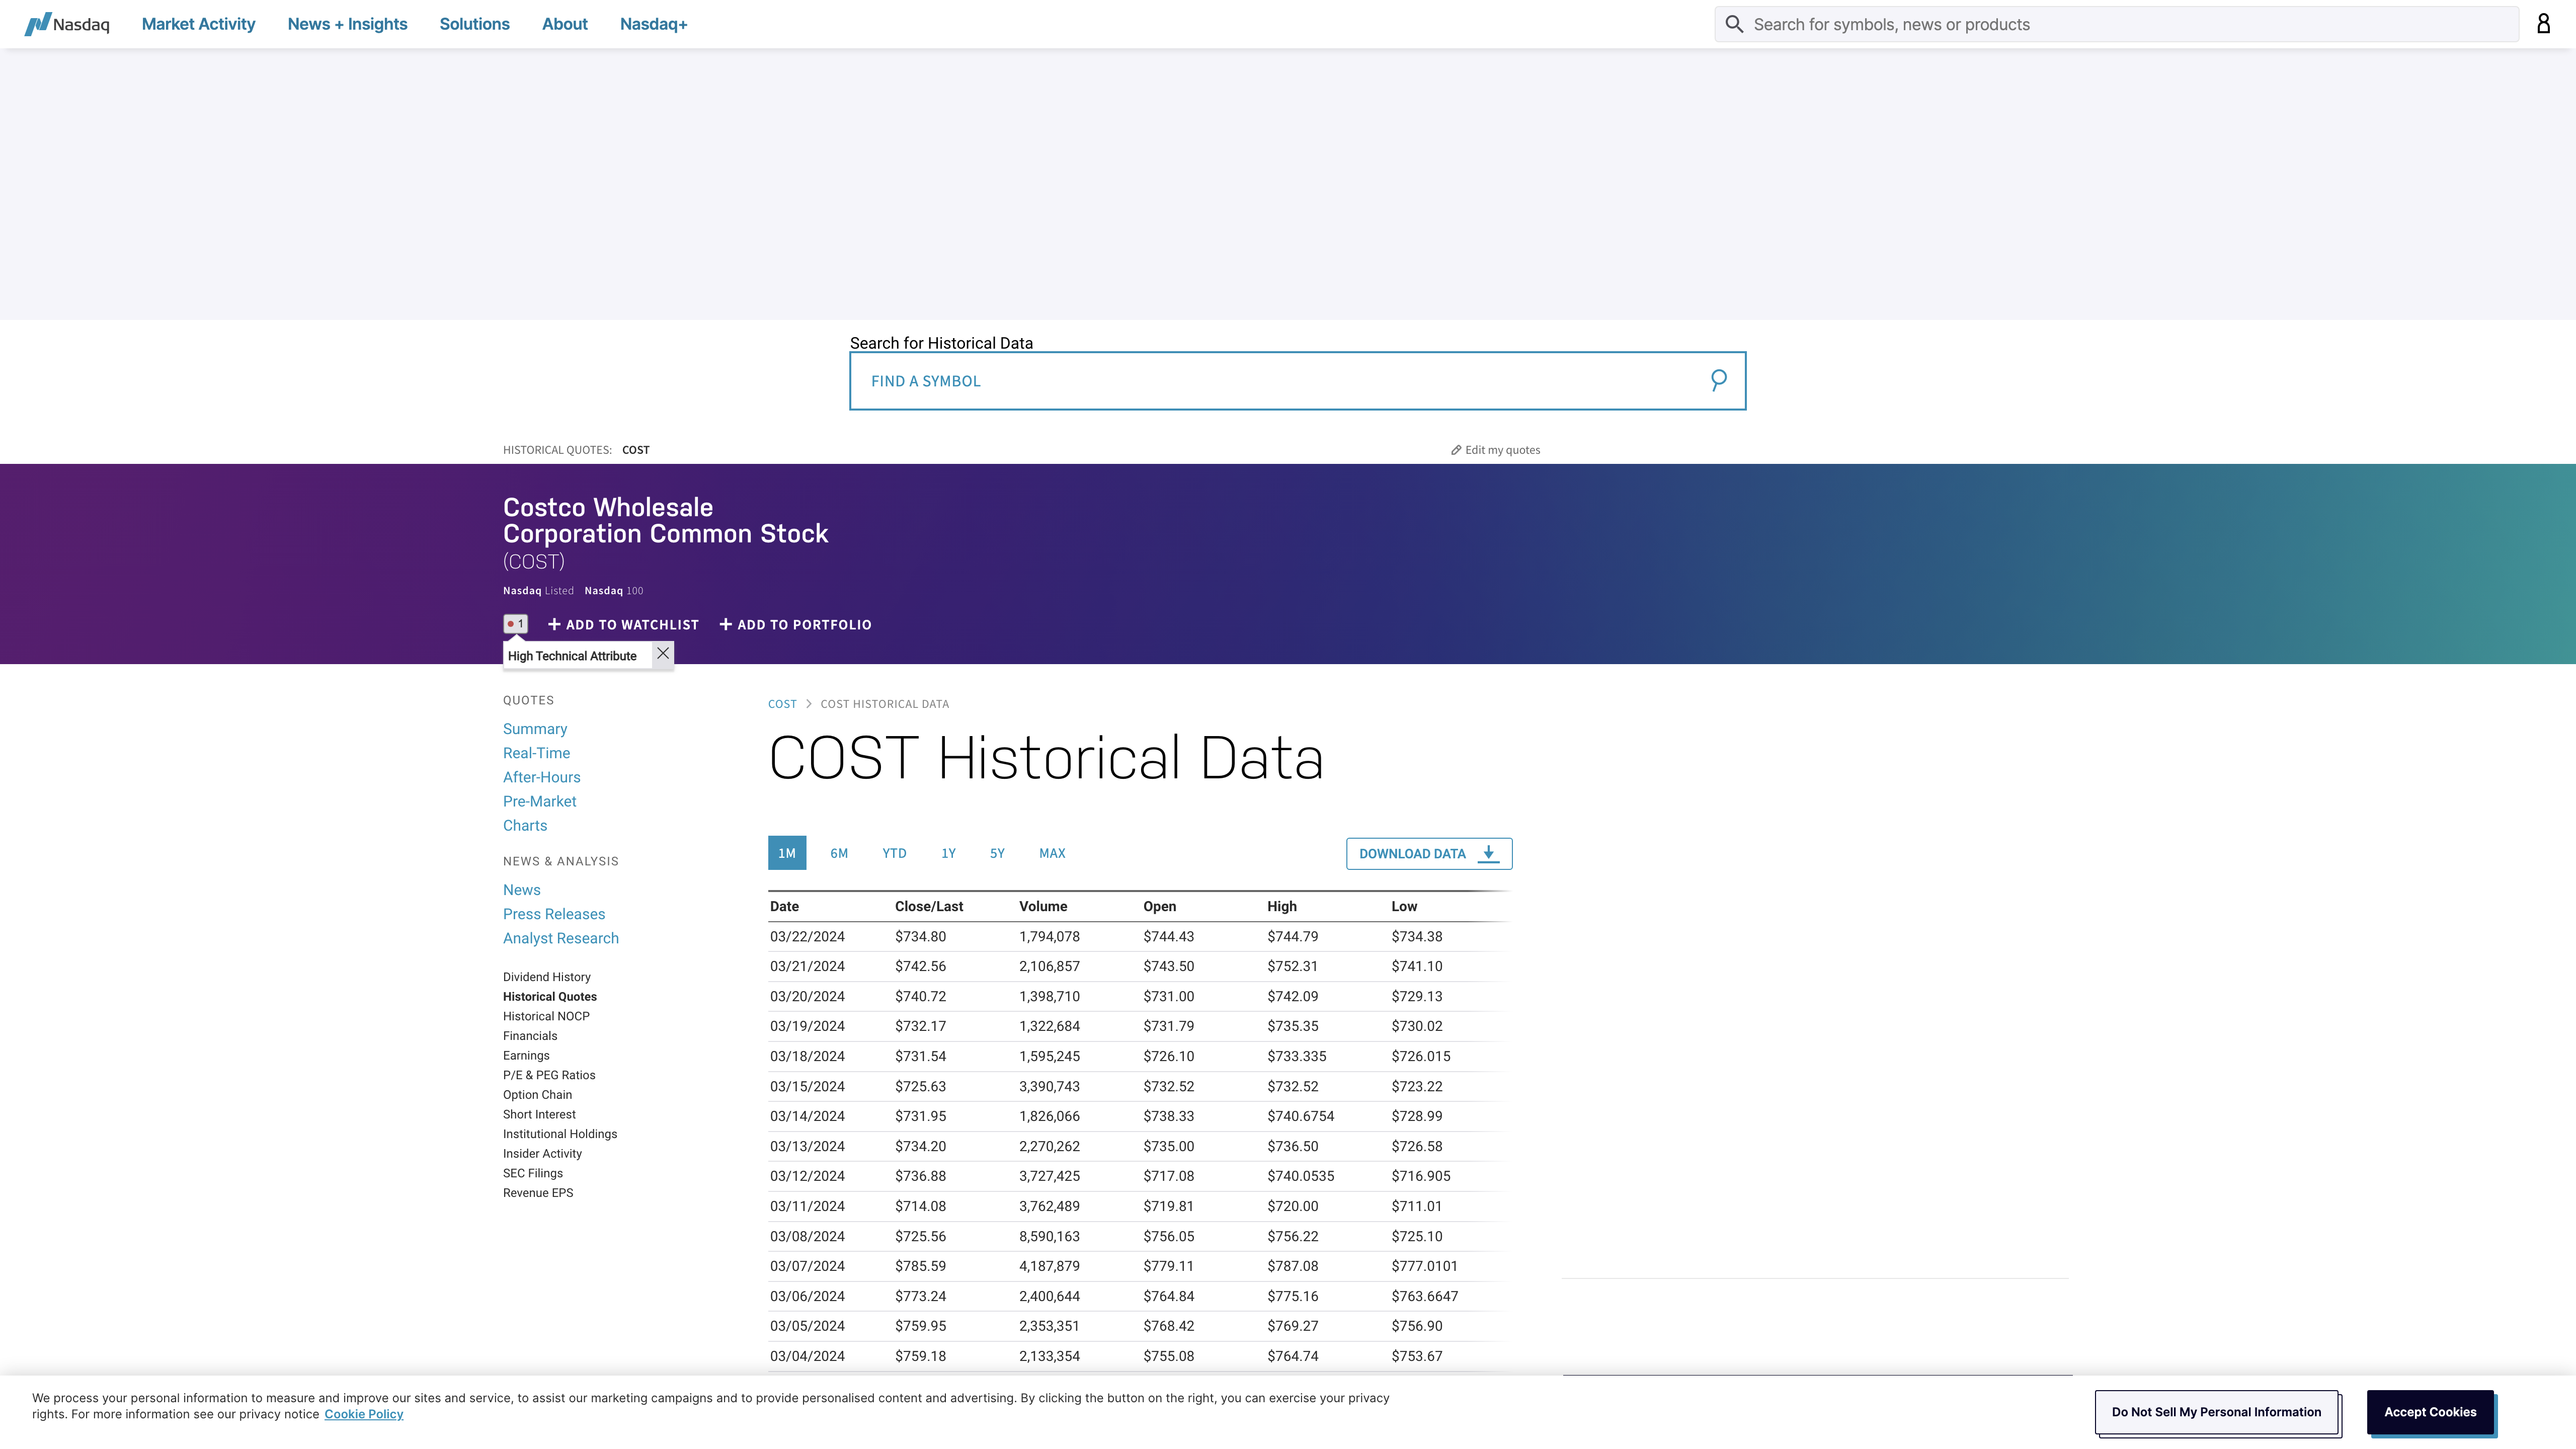 Nasdaq
Market Activity News + Insights Solutions About Nasdaq+
Search for symbols, news or products
Search for Historical Data
FIND A SYMBOL
HISTORICAL QUOTES: COST
Edit my quotes
Costco Wholesale
Corporation Common Stock
(COST)
Nasdaq Listed Nasdaq 100
1 ADD TO WATCHLIST ADD TO PORTFOLIO
High Technical Attribute
QUOTES
Summary
Real-Time
After-Hours
Pre-Market
Charts
NEWS & ANALYSIS
News
Press Releases
Analyst Research
Dividend History
Historical Quotes
Historical NOCP
Financials
Earnings
P/E & PEG Ratios
Option Chain
Short Interest
Institutional Holdings
Insider Activity
SEC Filings
Revenue EPS
COST > COST HISTORICAL DATA
COST Historical Data
1M 6M YTD 1Y 5Y MAX
DOWNLOAD DATA
Date Close/Last Volume Open High Low
03/22/2024 $734.80 1,794,078 $744.43 $744.79 $734.38
03/21/2024 $742.56 2,106,857 $743.50 $752.31 $741.10
03/20/2024 $740.72 1,398,710 $731.00 $742.09 $729.13
03/19/2024 $732.17 1,322,684 $731.79 $735.35 $730.02
03/18/2024 $731.54 1,595,245 $726.10 $733.335 $726.015
03/15/2024 $725.63 3,390,743 $732.52 $732.52 $723.22
03/14/2024 $731.95 1,826,066 $738.33 $740.6754 $728.99
03/13/2024 $734.20 2,270,262 $735.00 $736.50 $726.58
03/12/2024 $736.88 3,727,425 $717.08 $740.0535 $716.905
03/11/2024 $714.08 3,762,489 $719.81 $720.00 $711.01
03/08/2024 $725.56 8,590,163 $756.05 $756.22 $725.10
03/07/2024 $785.59 4,187,879 $779.11 $787.08 $777.0101
03/06/2024 $773.24 2,400,644 $764.84 $775.16 $763.6647
03/05/2024 $759.95 2,353,351 $768.42 $769.27 $756.90
03/04/2024 $759.18 2,133,354 $755.08 $764.74 $753.67
We process your personal information to measure and improve our sites and service, to assist our marketing campaigns and to provide personalised content and advertising. By clicking the button on the right, you can exercise your privacy
rights. For more information see our privacy notice Cookie Policy
Do Not Sell My Personal Information
Accept Cookies